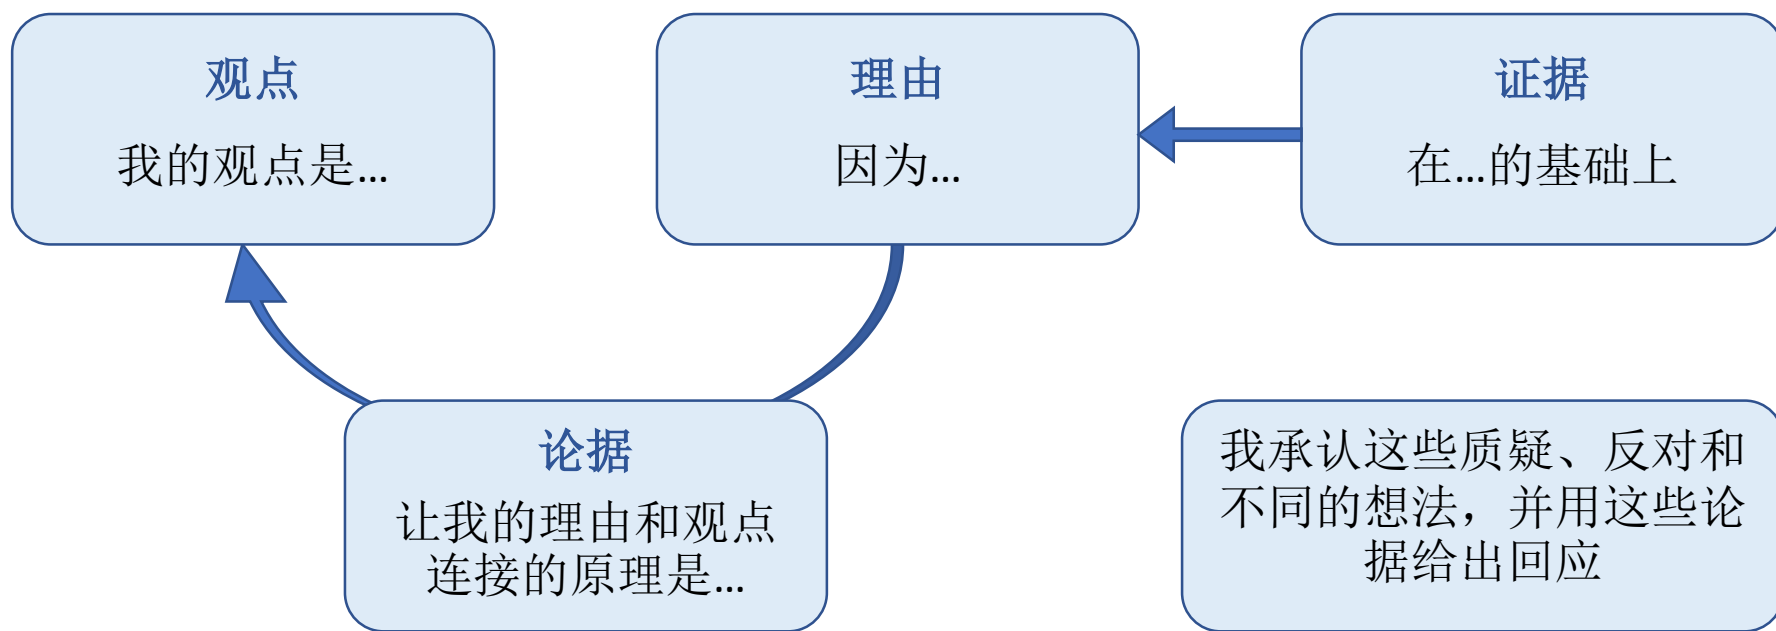 观点
我的观点是...
理由
因为...
证据
在...的基础上
论据
让我的理由和观点
连接的原理是...
我承认这些质疑、反对和
不同的想法，并用这些论
据给出回应